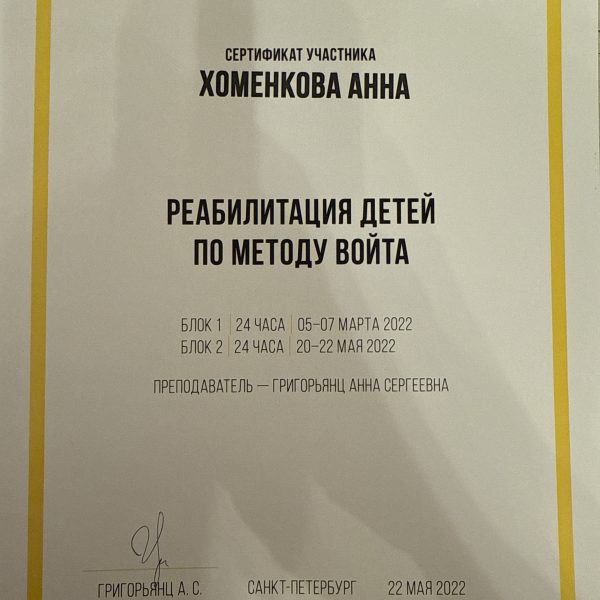 СЕРТИФИКАТ УЧАСТНИКА
ХОМЕНКОВА АННА
РЕАБИЛИТАЦИЯ ДЕТЕЙ
ПО МЕТОДУ ВОЙТА
БЛОК 1 | 24 ЧАСА | 05–07 МАРТА 2022
БЛОК 2 | 24 ЧАСА | 20–22 МАЯ 2022
ПРЕПОДАВАТЕЛЬ — ГРИГОРЬЯНЦ АННА СЕРГЕЕВНА
ГРИГОРЬЯНЦ А. С. САНКТ-ПЕТЕРБУРГ 22 МАЯ 2022